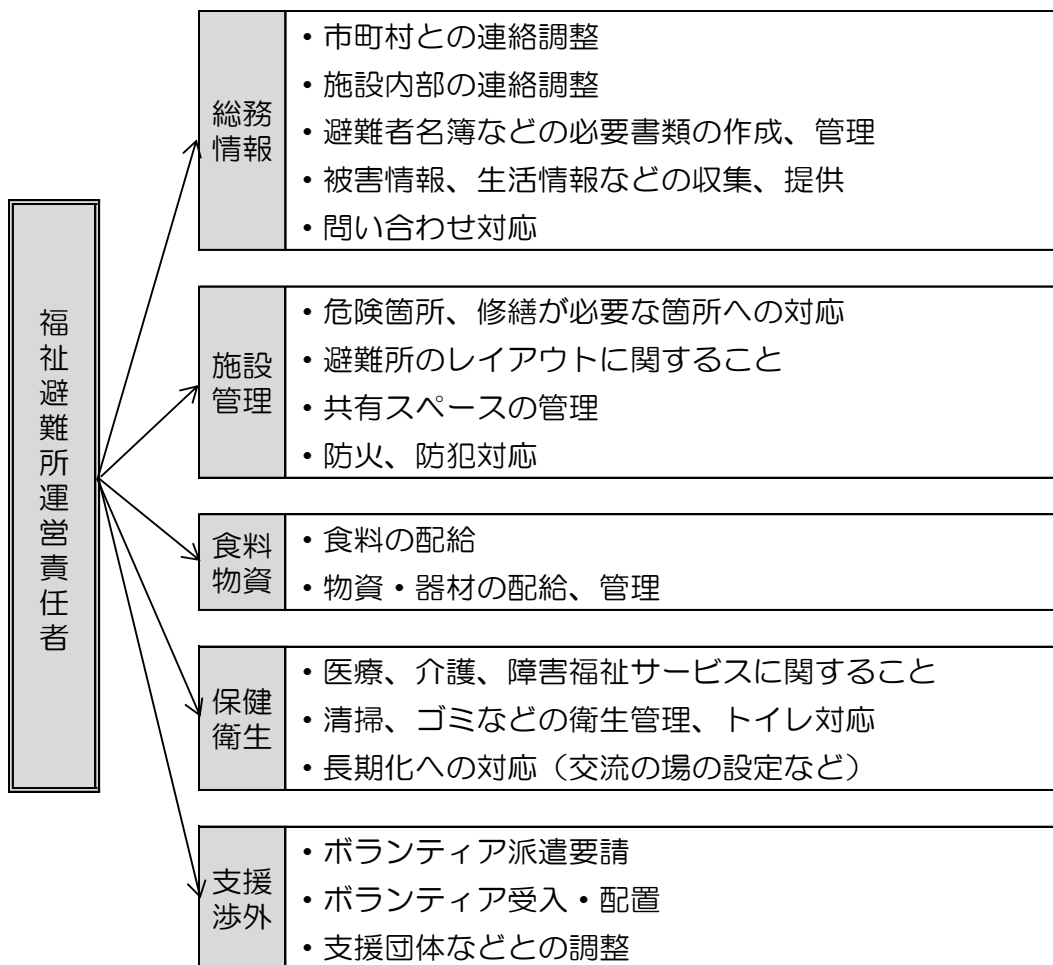 福祉避難所運営責任者
総務
情報
・市町村との連絡調整
・施設内部の連絡調整
・避難者名簿などの必要書類の作成、管理
・被害情報、生活情報などの収集、提供
・問い合わせ対応
施設
管理
・危険箇所、修繕が必要な箇所への対応
・避難所のレイアウトに関すること
・共有スペースの管理
・防火、防犯対応
食料
物資
・食料の配給
・物資・器材の配給、管理
保健
衛生
・医療、介護、障害福祉サービスに関すること
・清掃、ゴミなどの衛生管理、トイレ対応
・長期化への対応（交流の場の設定など）
支援
渉外
・ボランティア派遣要請
・ボランティア受入・配置
・支援団体などとの調整